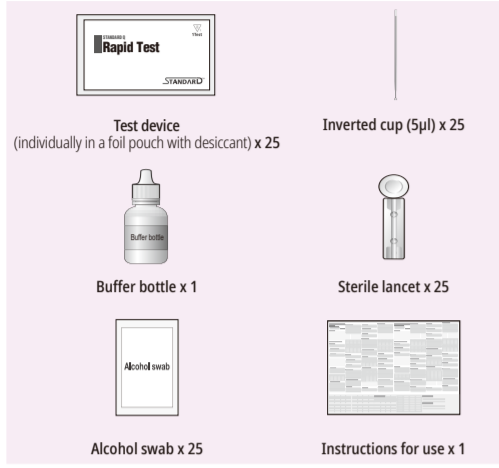 STANDARD Q
Rapid Test
1Test
STANDARD
Test device
(individually in a foil pouch with desiccant) x 25
Inverted cup (5μl) x 25
Buffer bottle
Buffer bottle x 1
Sterile lancet x 25
Alcohol swab
Alcohol swab x 25
Instructions for use x 1